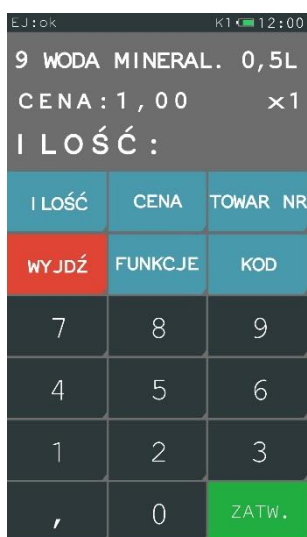 EJ:ok K1 12:00
9 WODA MINERAL. 0,5L
CENA:1,00 x1
ILOŚĆ:
ILOŚĆ CENA TOWAR NR
WYJDŹ FUNKCJE KOD
7 8 9
4 5 6
1 2 3
, 0 ZATW.